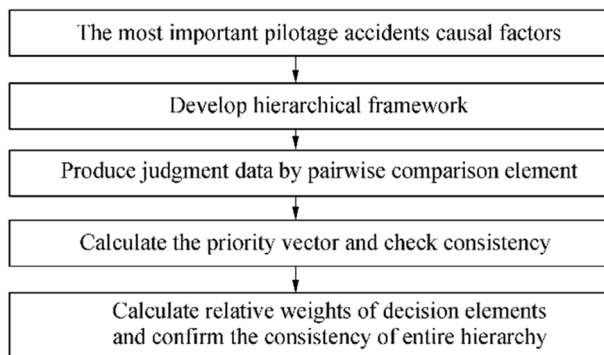 The most important pilotage accidents causal factors
Develop hierarchical framework
Produce judgment data by pairwise comparison element
Calculate the priority vector and check consistency
Calculate relative weights of decision elements
and confirm the consistency of entire hierarchy